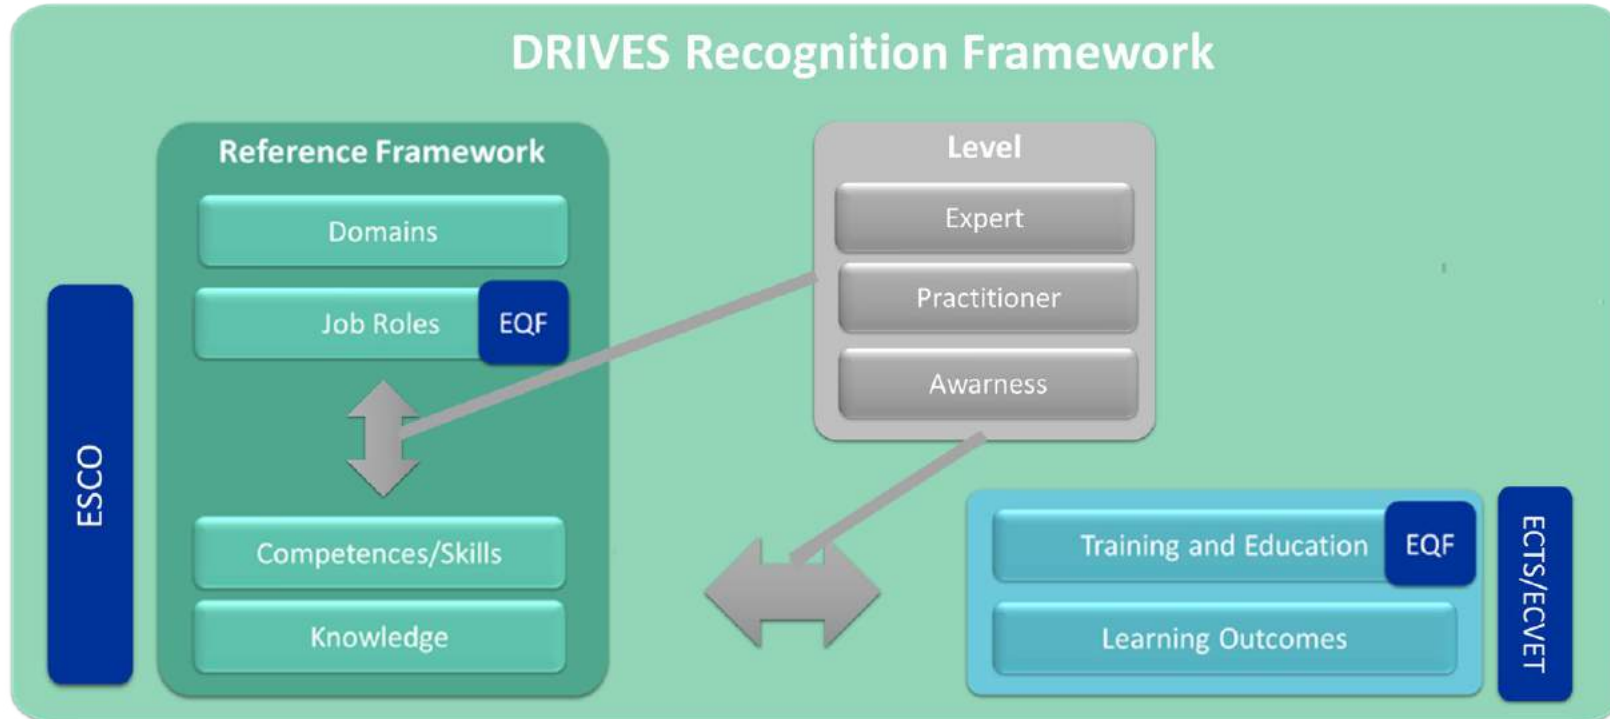 DRIVES Recognition Framework
Reference Framework
Domains
Job Roles
EQF
Competences/Skills
Knowledge
ESCO
Level
Expert
Practitioner
Awarness
Training and Education
EQF
Learning Outcomes
ECTS/ECVET